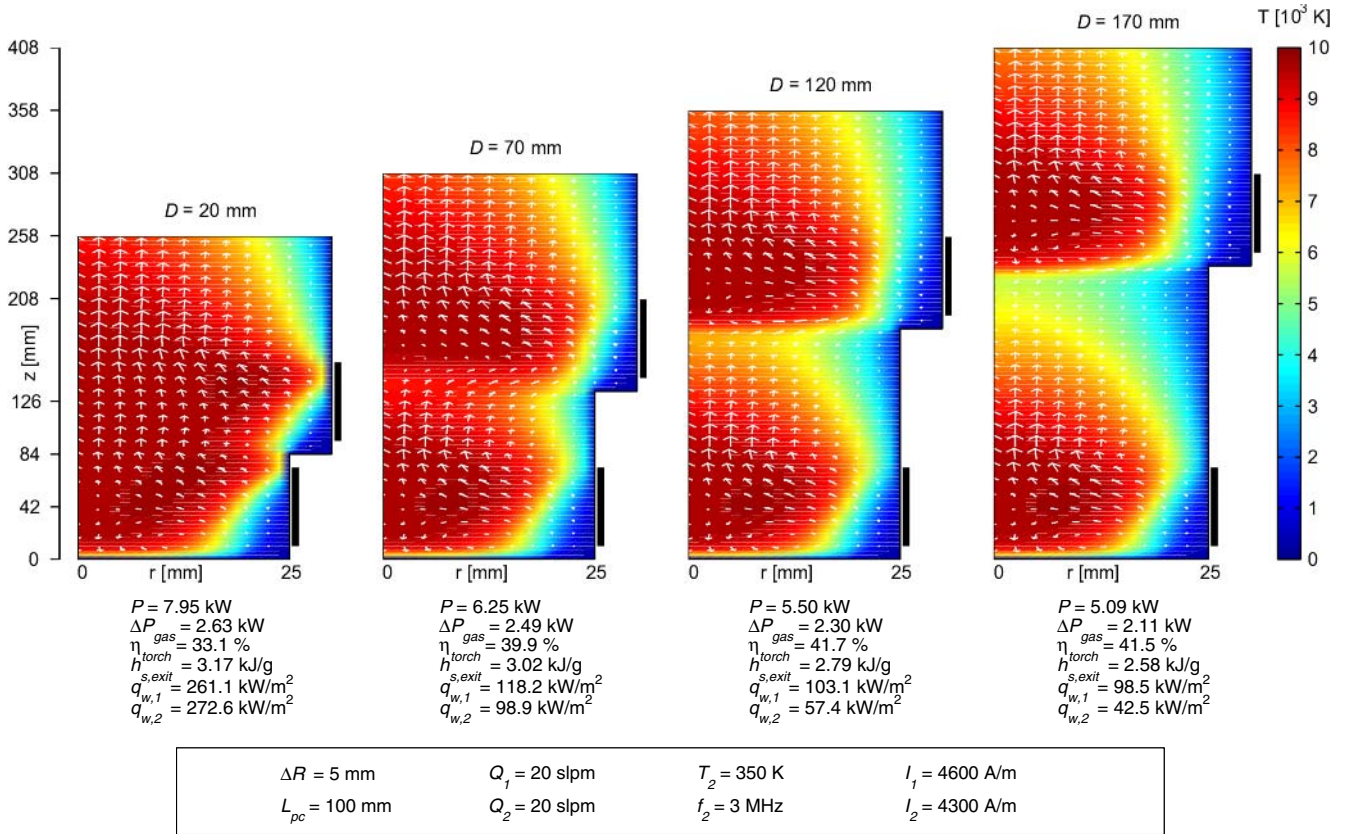 T [10³ K]
D = 170 mm
D = 120 mm
D = 70 mm
D = 20 mm
408
358
308
258
208
126
84
42
0
z [mm]
10
9
8
7
6
5
4
3
2
1
0
0 r [mm] 25
0 r [mm] 25
0 r [mm] 25
0 r [mm] 25
P = 7.95 kW
ΔP_gas = 2.63 kW
η_torch = 33.1 %
h_s,exit = 3.17 kJ/g
q_w,1 = 261.1 kW/m²
q_w,2 = 272.6 kW/m²
P = 6.25 kW
ΔP_gas = 2.49 kW
η_torch = 39.9 %
h_s,exit = 3.02 kJ/g
q_w,1 = 118.2 kW/m²
q_w,2 = 98.9 kW/m²
P = 5.50 kW
ΔP_gas = 2.30 kW
η_torch = 41.7 %
h_s,exit = 2.79 kJ/g
q_w,1 = 103.1 kW/m²
q_w,2 = 57.4 kW/m²
P = 5.09 kW
ΔP_gas = 2.11 kW
η_torch = 41.5 %
h_s,exit = 2.58 kJ/g
q_w,1 = 98.5 kW/m²
q_w,2 = 42.5 kW/m²
ΔR = 5 mm Q₁ = 20 slpm T₂ = 350 K I₁ = 4600 A/m
L_pc = 100 mm Q₂ = 20 slpm f₂ = 3 MHz I₂ = 4300 A/m